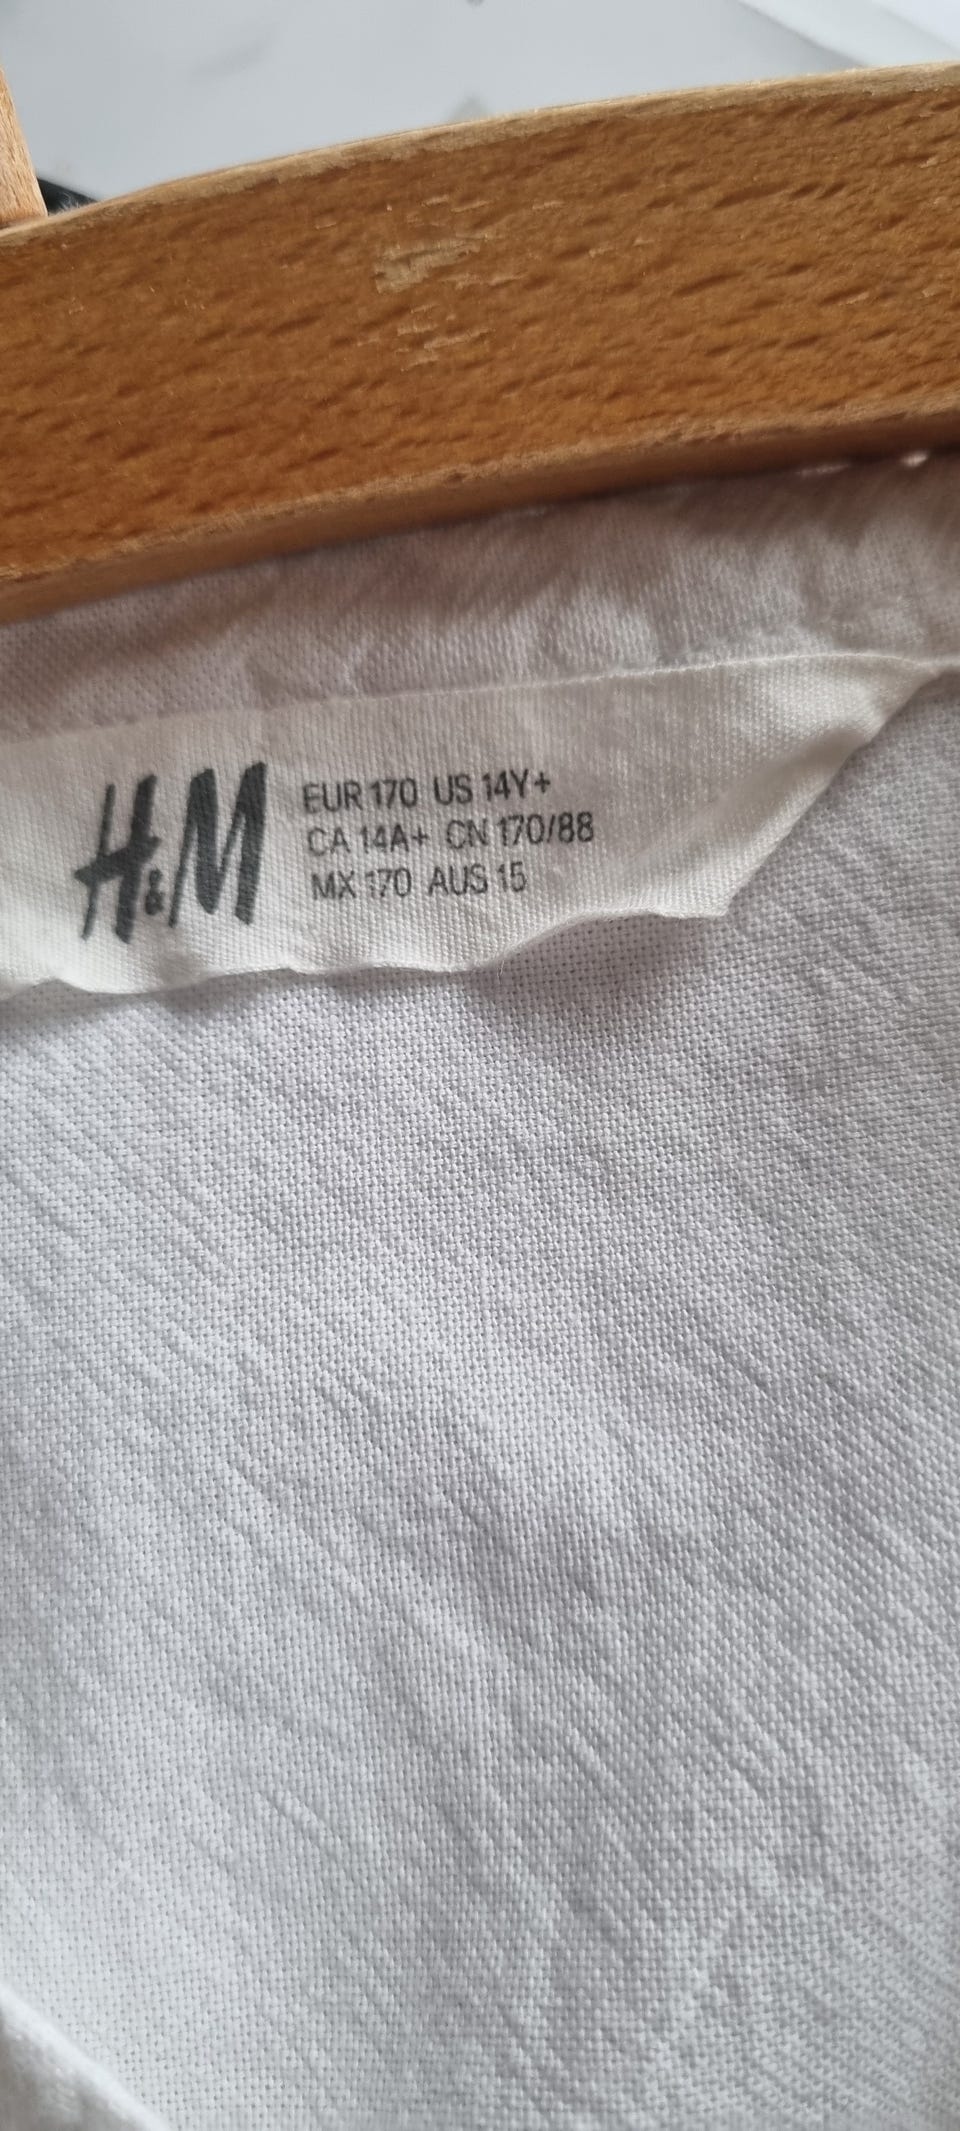 H&M
EUR 170 US 14Y+
CA 14A+ CN 170/88
MX 170 AUS 15